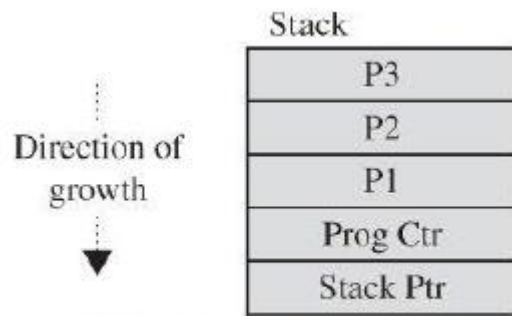 Stack
P3
P2
Direction of
growth
P1
Prog Ctr
Stack Ptr